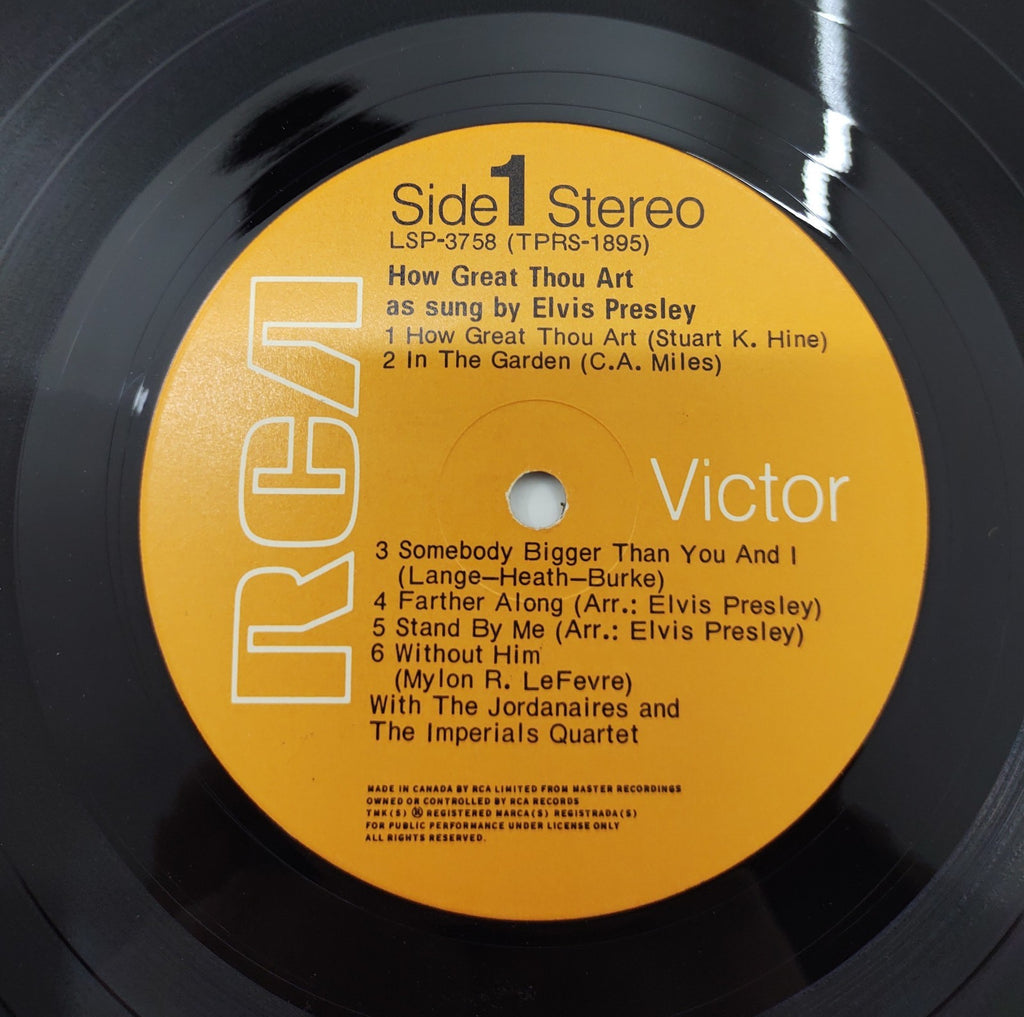 Side 1 Stereo
LSP-3758 (TPRS-1895)
How Great Thou Art
as sung by Elvis Presley
1 How Great Thou Art (Stuart K. Hine)
2 In The Garden (C.A. Miles)
RCA
Victor
3 Somebody Bigger Than You And I
(Lange—Heath—Burke)
4 Farther Along (Arr.: Elvis Presley)
5 Stand By Me (Arr.: Elvis Presley)
6 Without Him
(Mylon R. LeFevre)
With The Jordanaires and
The Imperials Quartet
MADE IN CANADA BY RCA LIMITED FROM MASTER RECORDINGS
OWNED OR CONTROLLED BY RCA RECORDS
TMK(S) ® REGISTERED MARCA(S) REGISTRADA(S)
FOR PUBLIC PERFORMANCE UNDER LICENSE ONLY
ALL RIGHTS RESERVED.